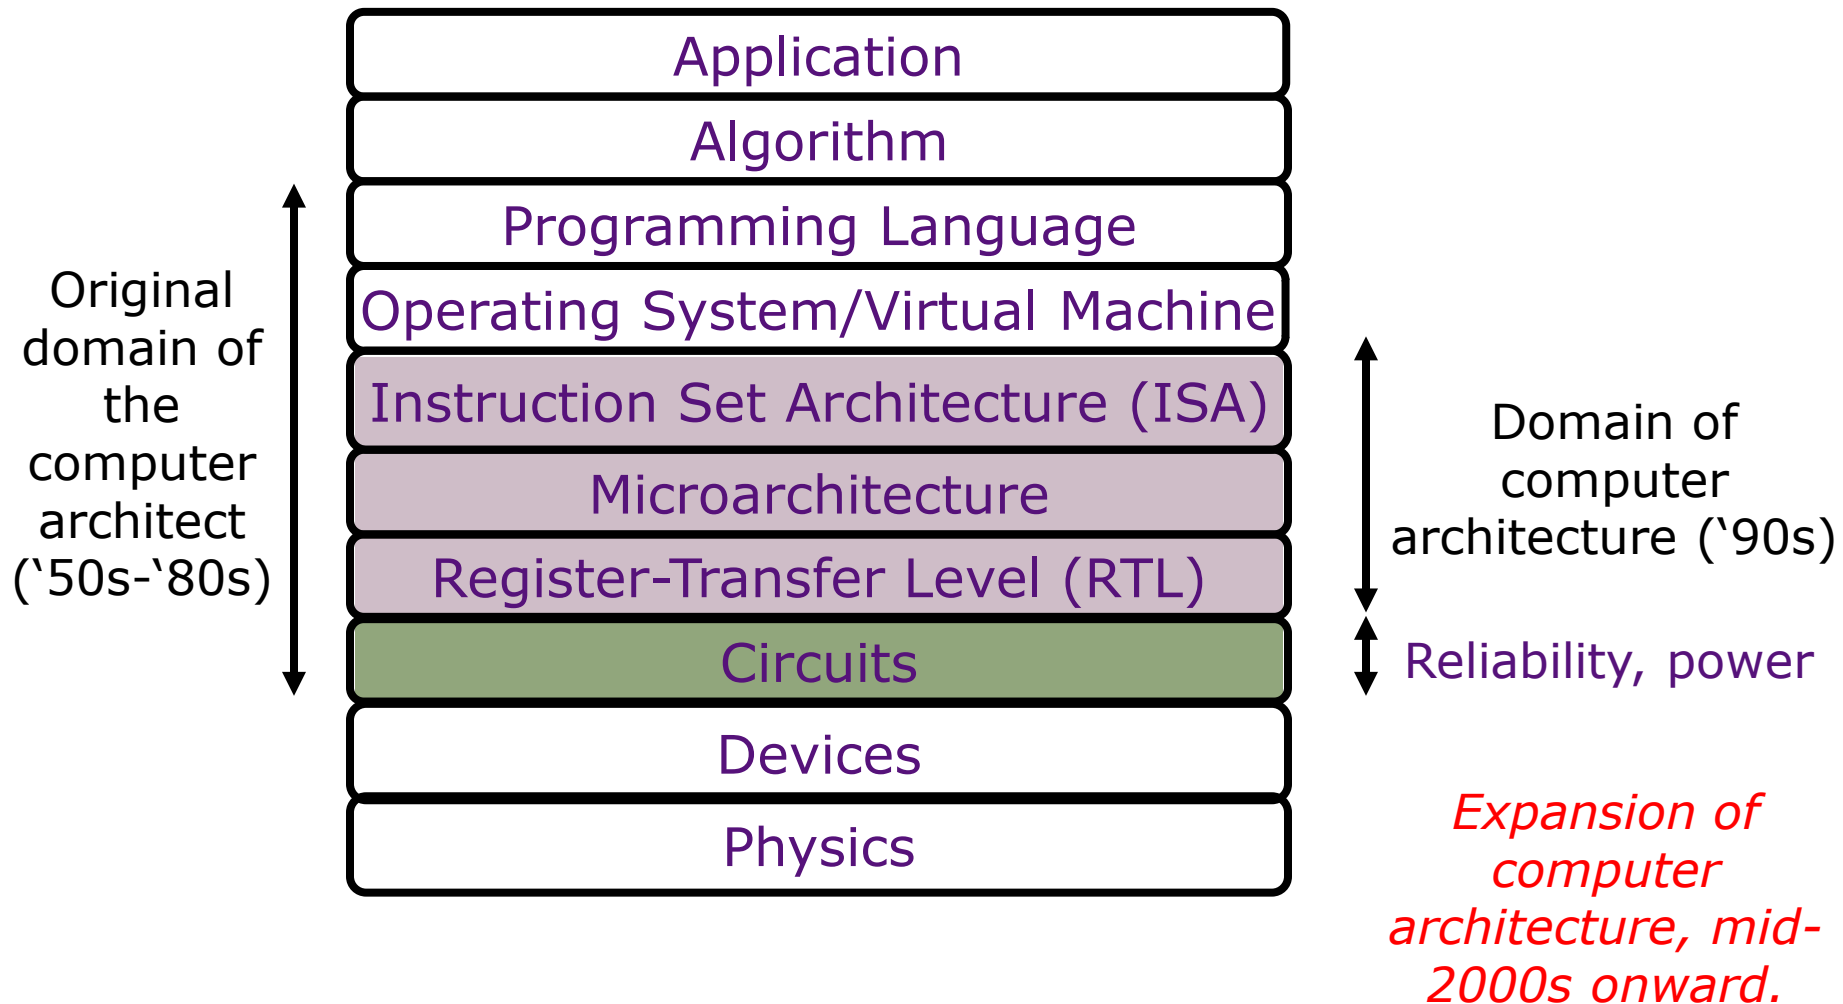 Application
Algorithm
Programming Language
Operating System/Virtual Machine
Instruction Set Architecture (ISA)
Microarchitecture
Register-Transfer Level (RTL)
Circuits
Devices
Physics
Original
domain of
the
computer
architect
(‘50s-‘80s)
Domain of
computer
architecture (‘90s)
Reliability, power
Expansion of
computer
architecture, mid-
2000s onward.